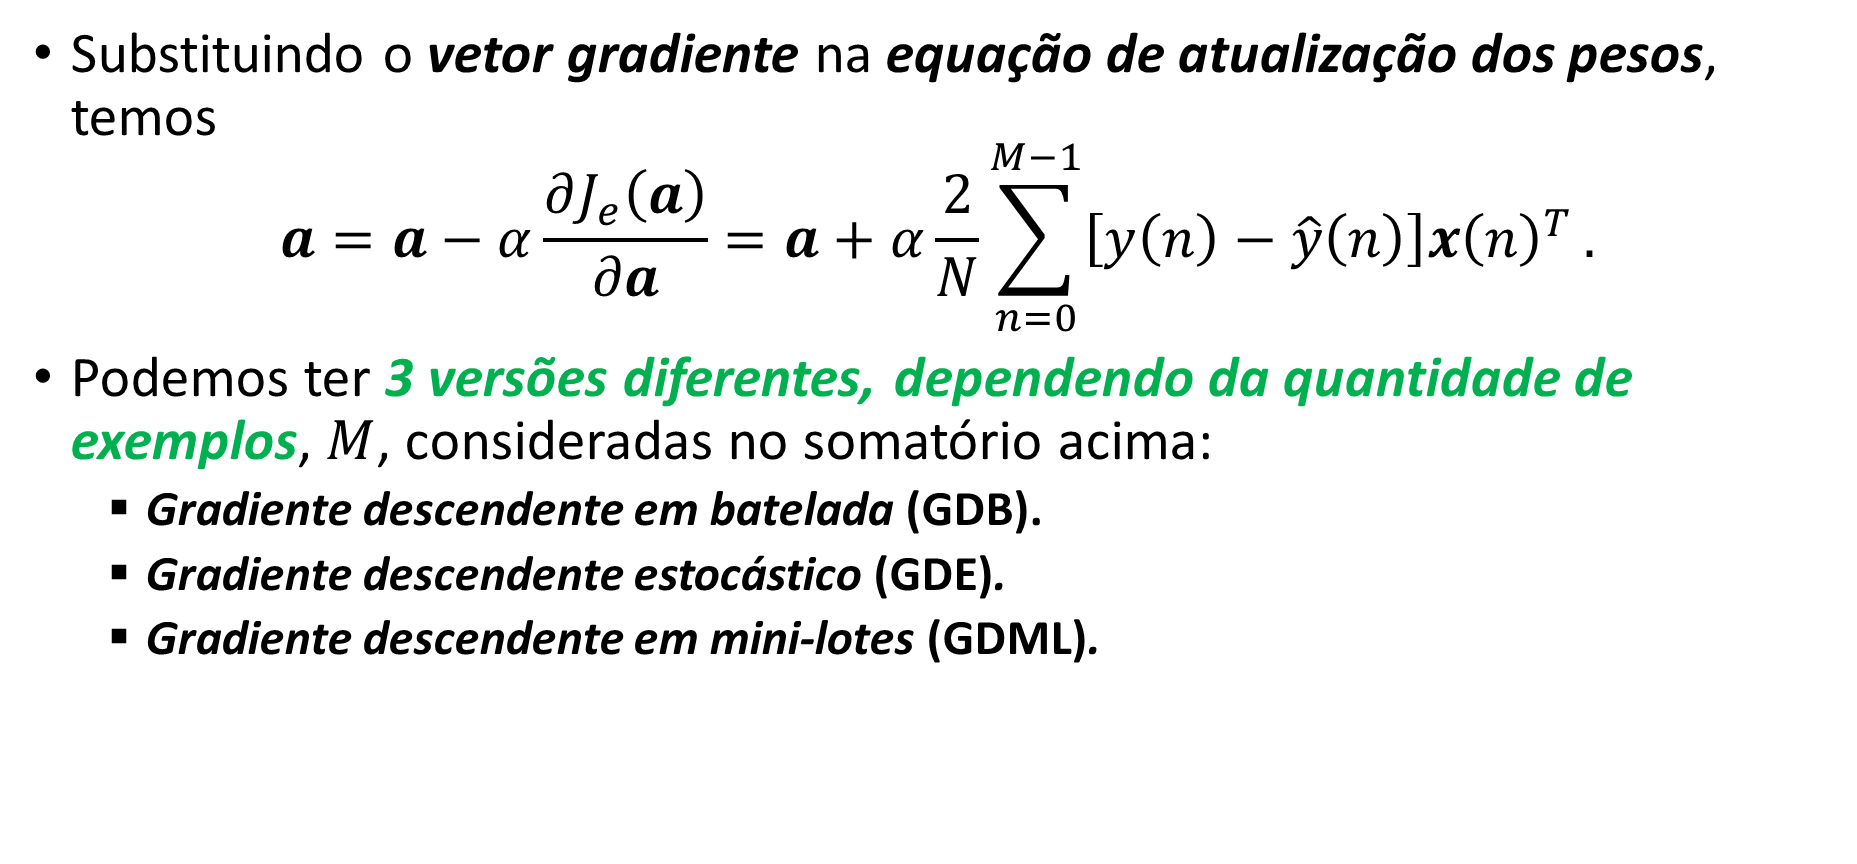 • Substituindo o vetor gradiente na equação de atualização dos pesos,
temos
𝒂 = 𝒂 − α ∂J_e(𝒂)/∂𝒂 = 𝒂 + α 2/N ∑_{n=0}^{M−1} [y(n) − ŷ(n)]𝒙(n)^T .
• Podemos ter 3 versões diferentes, dependendo da quantidade de
exemplos, M, consideradas no somatório acima:
▪ Gradiente descendente em batelada (GDB).
▪ Gradiente descendente estocástico (GDE).
▪ Gradiente descendente em mini-lotes (GDML).